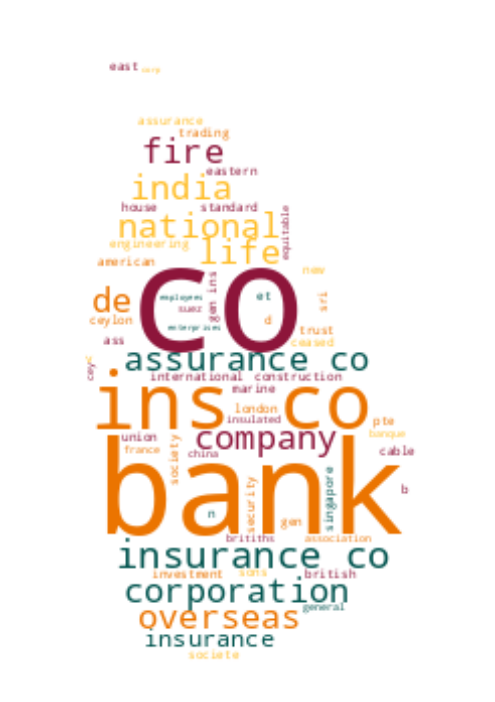 east corp
assurance
trading
fire
eastern
india
house standard
national
equitable
engineering
life
american
new
co
employees
et
gen ins
suez
sri
de
ceylon
d
enterprises
trust
ass
ceased
assurance co
cey
international construction
marine
ins co
london
insulated
pte
company
union
banque
france
society
china
cable
bank
security
singapore
b
n
gen
britiths
association
insurance co
investment sons british
corporation
general
overseas
insurance
societe